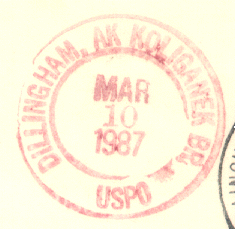 DILLINGHAM, AK KOLIGANEK BR.
MAR
10
1987
USPO